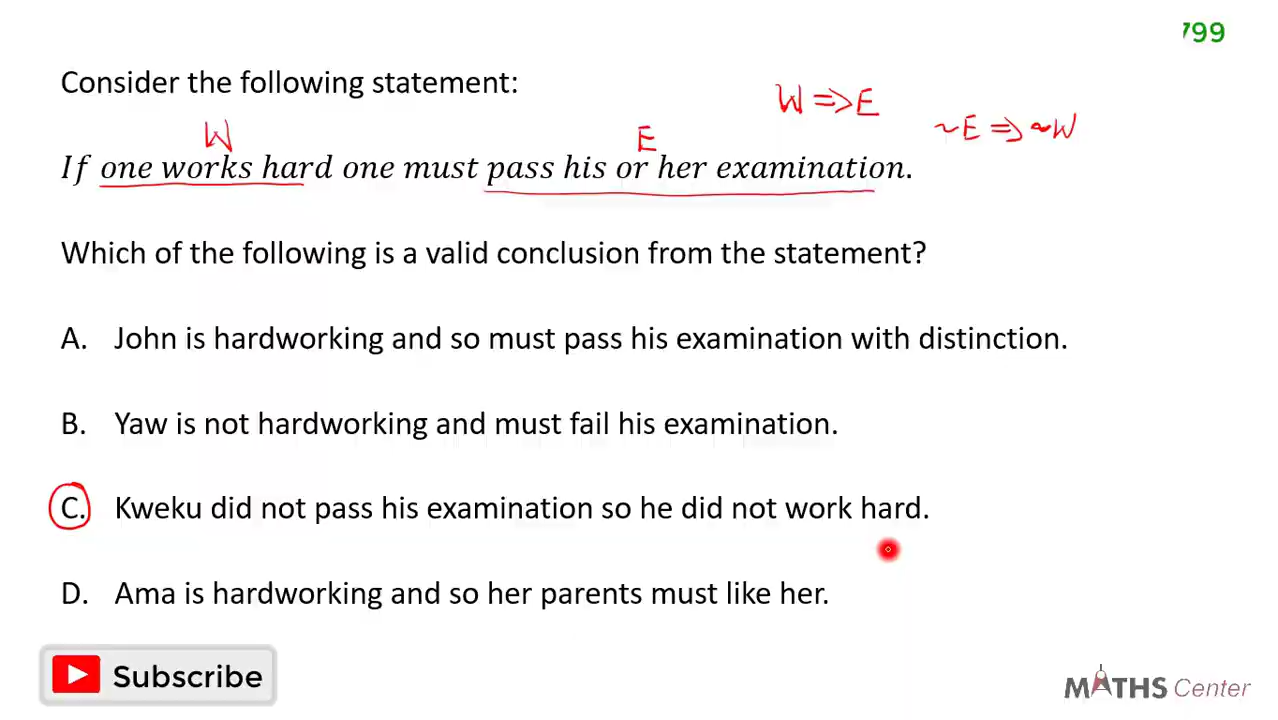 799
Consider the following statement:
W ⇒ E
~E ⇒ ~W
W
E
If one works hard one must pass his or her examination.
Which of the following is a valid conclusion from the statement?
A. John is hardworking and so must pass his examination with distinction.
B. Yaw is not hardworking and must fail his examination.
C. Kweku did not pass his examination so he did not work hard.
D. Ama is hardworking and so her parents must like her.
Subscribe
MATHS Center